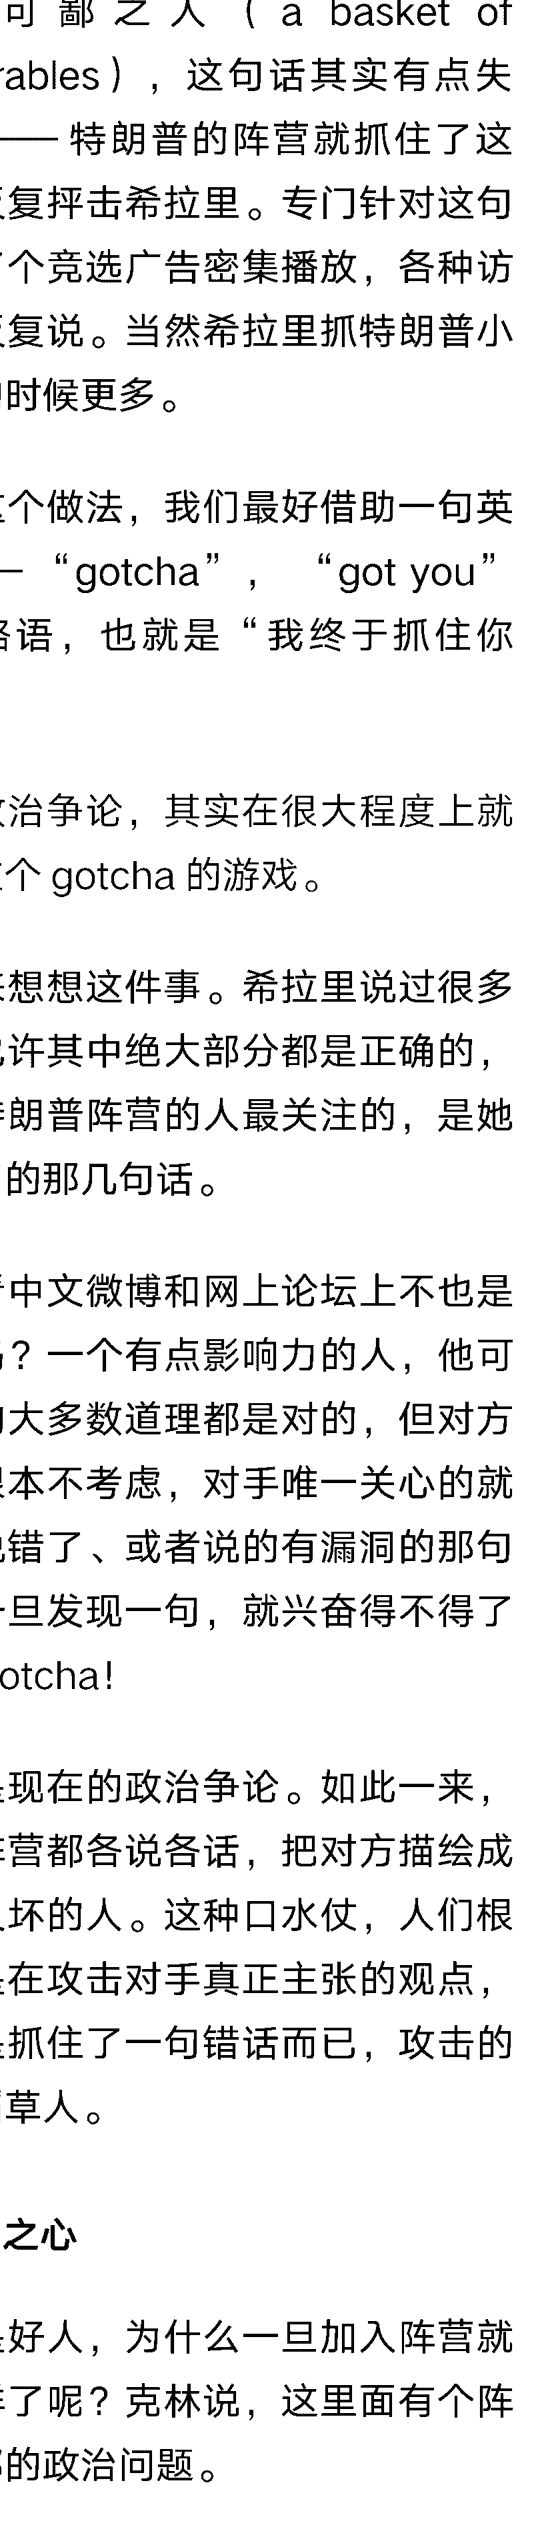 可鄙之人（a basket of
rables），这句话其实有点失
—— 特朗普的阵营就抓住了这
复抨击希拉里。专门针对这句
个竞选广告密集播放，各种访
复说。当然希拉里抓特朗普小
时候更多。
个做法，我们最好借助一句英
— “gotcha”， “got you”
语，也就是“我终于抓住你
治争论，其实在很大程度上就
个 gotcha 的游戏。
想想这件事。希拉里说过很多
许其中绝大部分都是正确的，
朗普阵营的人最关注的，是她
的那几句话。
中文微博和网上论坛上不也是
？一个有点影响力的人，他可
大多数道理都是对的，但对方
本不考虑，对手唯一关心的就
错了、或者说的有漏洞的那句
旦发现一句，就兴奋得不得了
otcha！
现在的政治争论。如此一来，
营都各说各话，把对方描绘成
坏的人。这种口水仗，人们根
在攻击对手真正主张的观点，
抓住了一句错话而已，攻击的
草人。
之心
好人，为什么一旦加入阵营就
了呢？克林说，这里面有个阵
的政治问题。